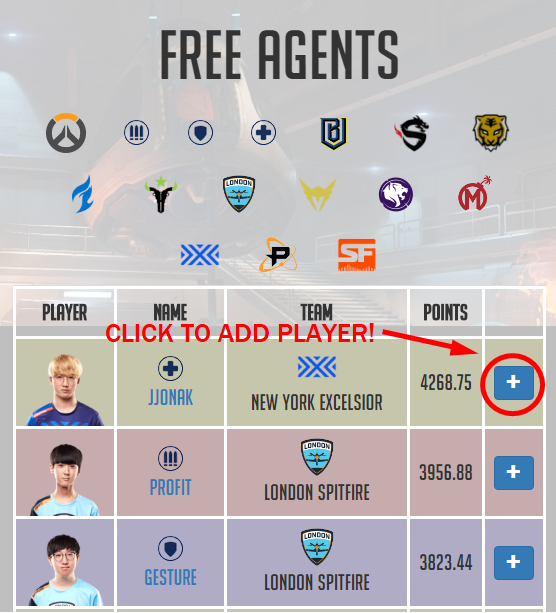 FREE AGENTS
LONDON
SF
PLAYER NAME TEAM POINTS
CLICK TO ADD PLAYER!
JJONAK NEW YORK EXCELSIOR 4268.75 +
LONDON
PROFIT LONDON SPITFIRE 3956.88 +
LONDON
GESTURE LONDON SPITFIRE 3823.44 +